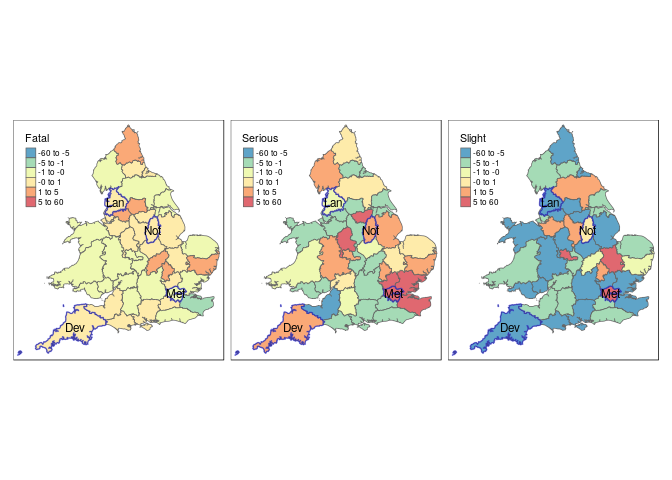 Fatal
-60 to -5
-5 to -1
-1 to -0
-0 to 1
1 to 5
5 to 60
Lan
Not
Met
Dev
Serious
-60 to -5
-5 to -1
-1 to -0
-0 to 1
1 to 5
5 to 60
Lan
Not
Met
Dev
Slight
-60 to -5
-5 to -1
-1 to -0
-0 to 1
1 to 5
5 to 60
Lan
Not
Met
Dev